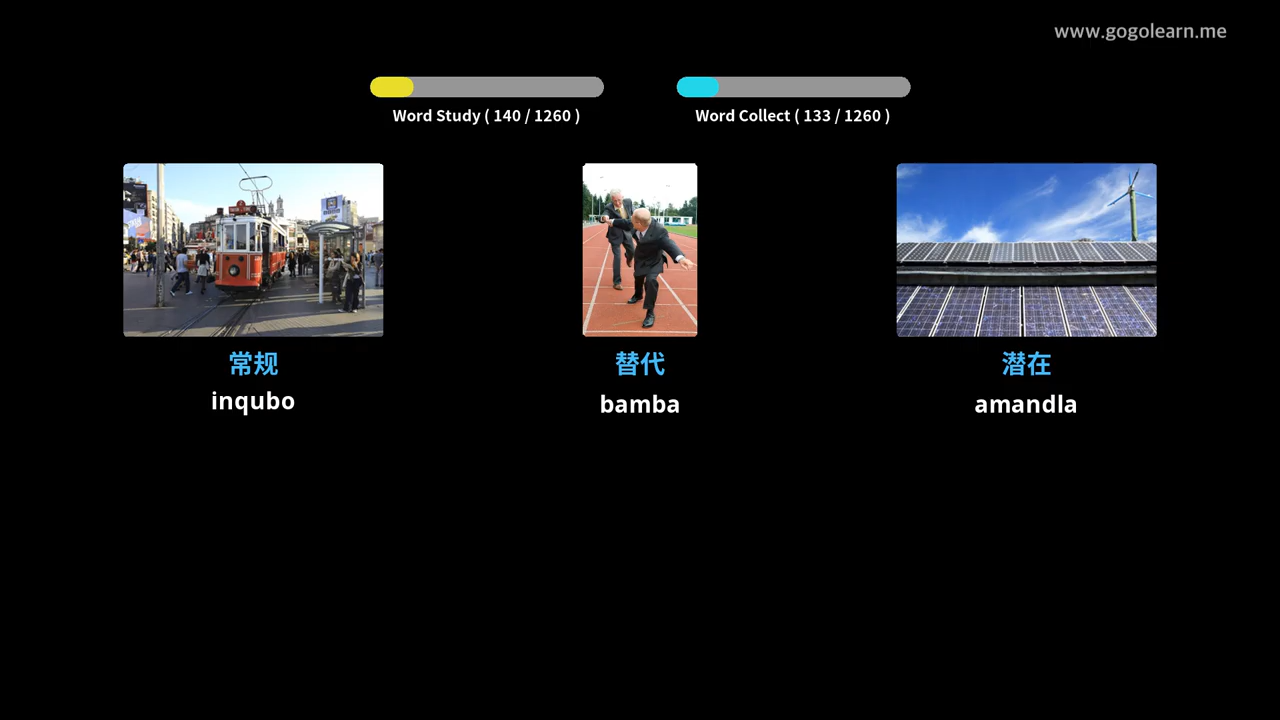 www.gogolearn.me
Word Study ( 140 / 1260 )
Word Collect ( 133 / 1260 )
常规
inqubo
替代
bamba
潜在
amandla